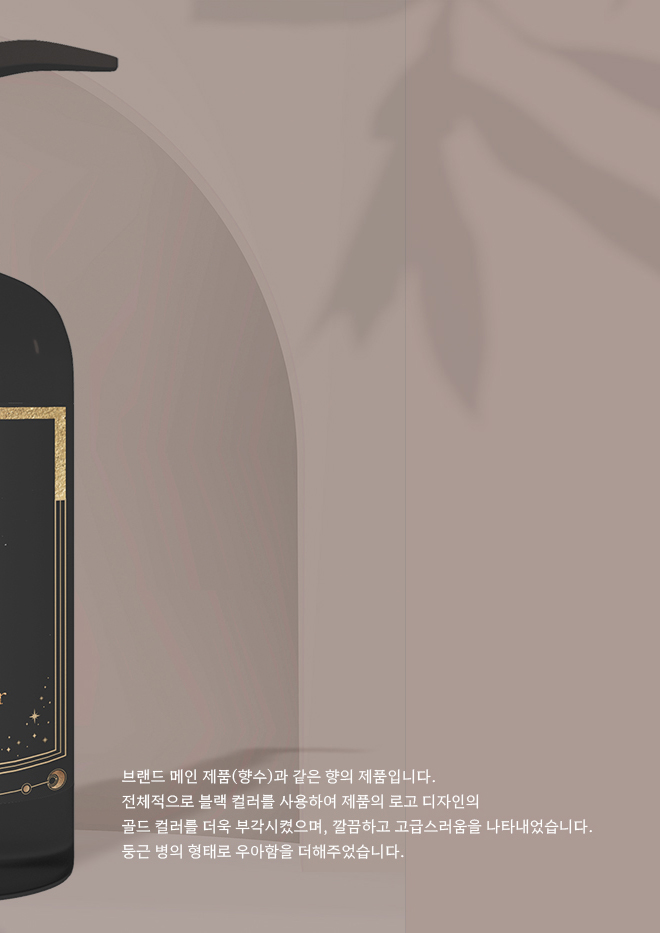 r
브랜드 메인 제품(향수)과 같은 향의 제품입니다.
전체적으로 블랙 컬러를 사용하여 제품의 로고 디자인의
골드 컬러를 더욱 부각시켰으며, 깔끔하고 고급스러움을 나타내었습니다.
둥근 병의 형태로 우아함을 더해주었습니다.